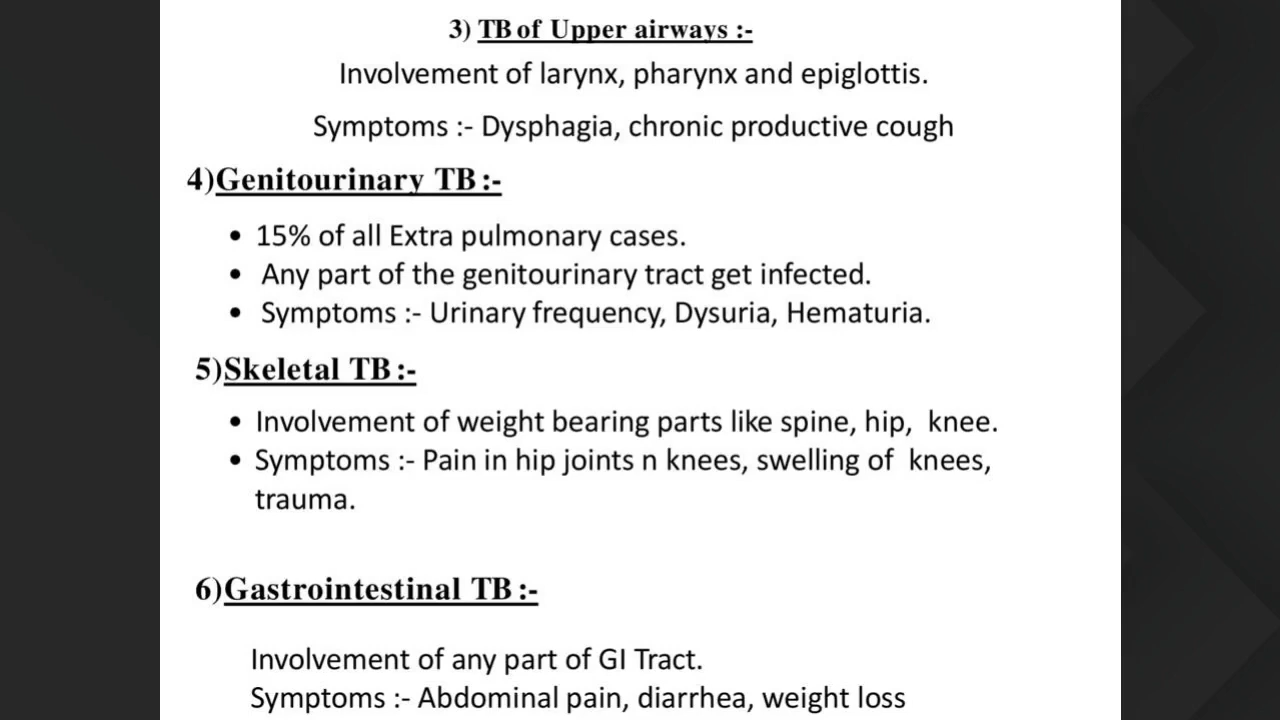 3) TB of Upper airways :-
Involvement of larynx, pharynx and epiglottis.
Symptoms :- Dysphagia, chronic productive cough
4)Genitourinary TB :-
• 15% of all Extra pulmonary cases.
• Any part of the genitourinary tract get infected.
• Symptoms :- Urinary frequency, Dysuria, Hematuria.
5)Skeletal TB :-
• Involvement of weight bearing parts like spine, hip, knee.
• Symptoms :- Pain in hip joints n knees, swelling of knees,
trauma.
6)Gastrointestinal TB :-
Involvement of any part of GI Tract.
Symptoms :- Abdominal pain, diarrhea, weight loss